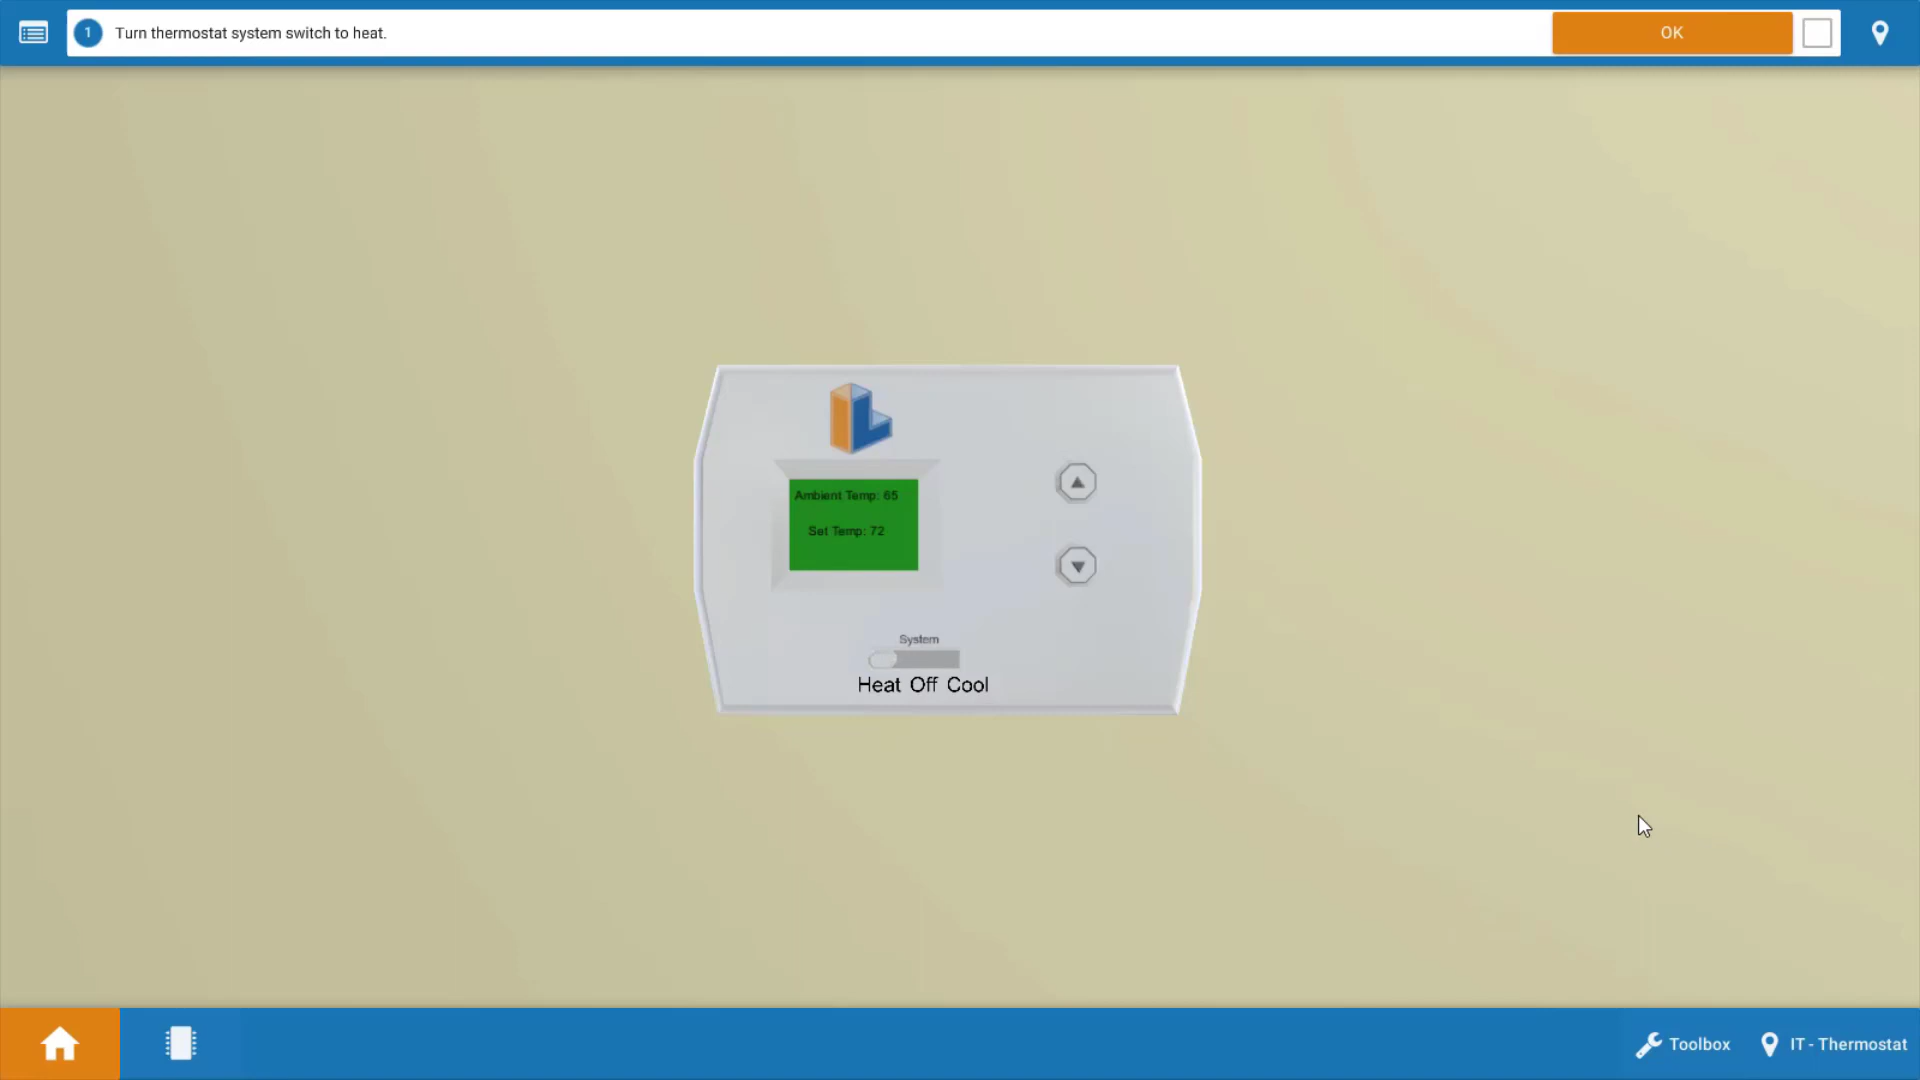 1 Turn thermostat system switch to heat.
OK
Ambient Temp: 65
Set Temp: 72
System
Heat Off Cool
Toolbox
IT - Thermostat